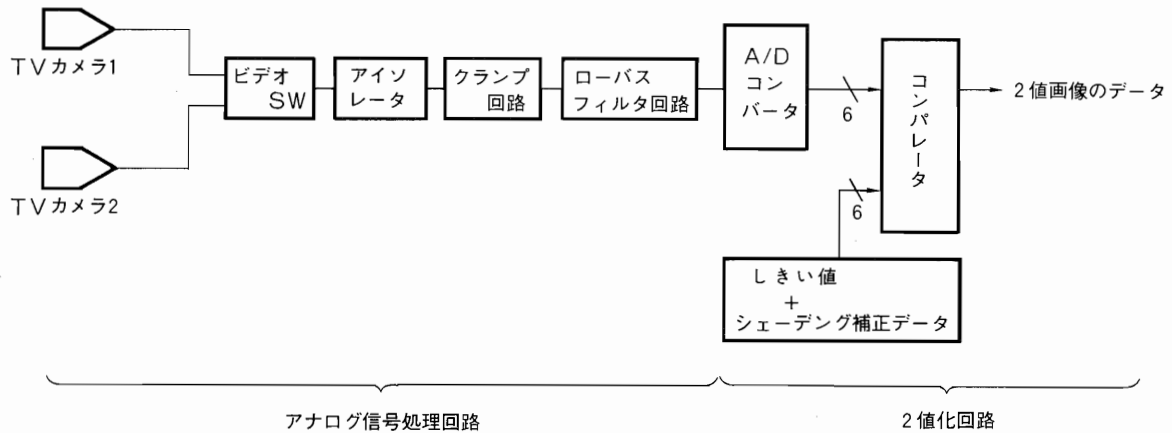 TVカメラ1
TVカメラ2
ビデオ
SW
アイソ
レータ
クランプ
回路
ローバス
フィルタ回路
A/D
コン
バータ
6
6
コンパレータ
2値画像のデータ
しきい値
+
シェーデング補正データ
アナログ信号処理回路
2値化回路